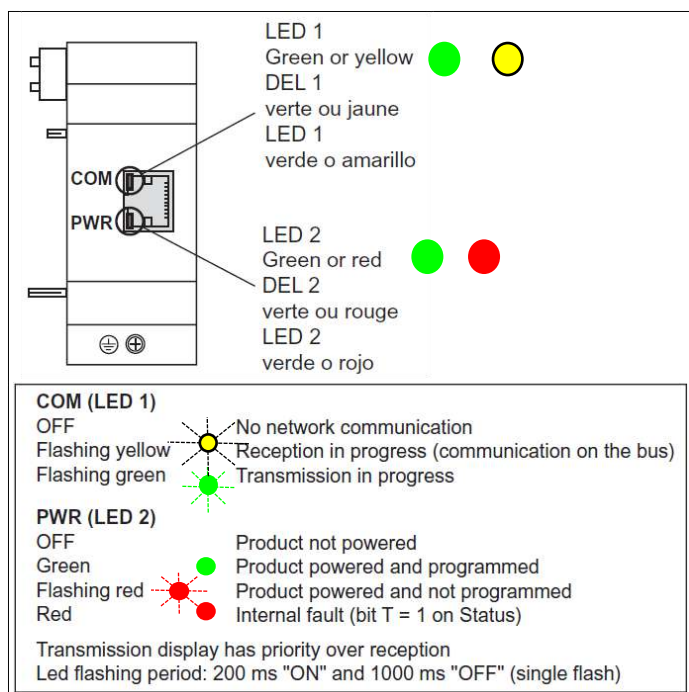 LED 1
Green or yellow
DEL 1
verte ou jaune
LED 1
verde o amarillo
COM
PWR
LED 2
Green or red
DEL 2
verte ou rouge
LED 2
verde o rojo
COM (LED 1)
OFF No network communication
Flashing yellow Reception in progress (communication on the bus)
Flashing green Transmission in progress
PWR (LED 2)
OFF Product not powered
Green Product powered and programmed
Flashing red Product powered and not programmed
Red Internal fault (bit T = 1 on Status)
Transmission display has priority over reception
Led flashing period: 200 ms "ON" and 1000 ms "OFF" (single flash)